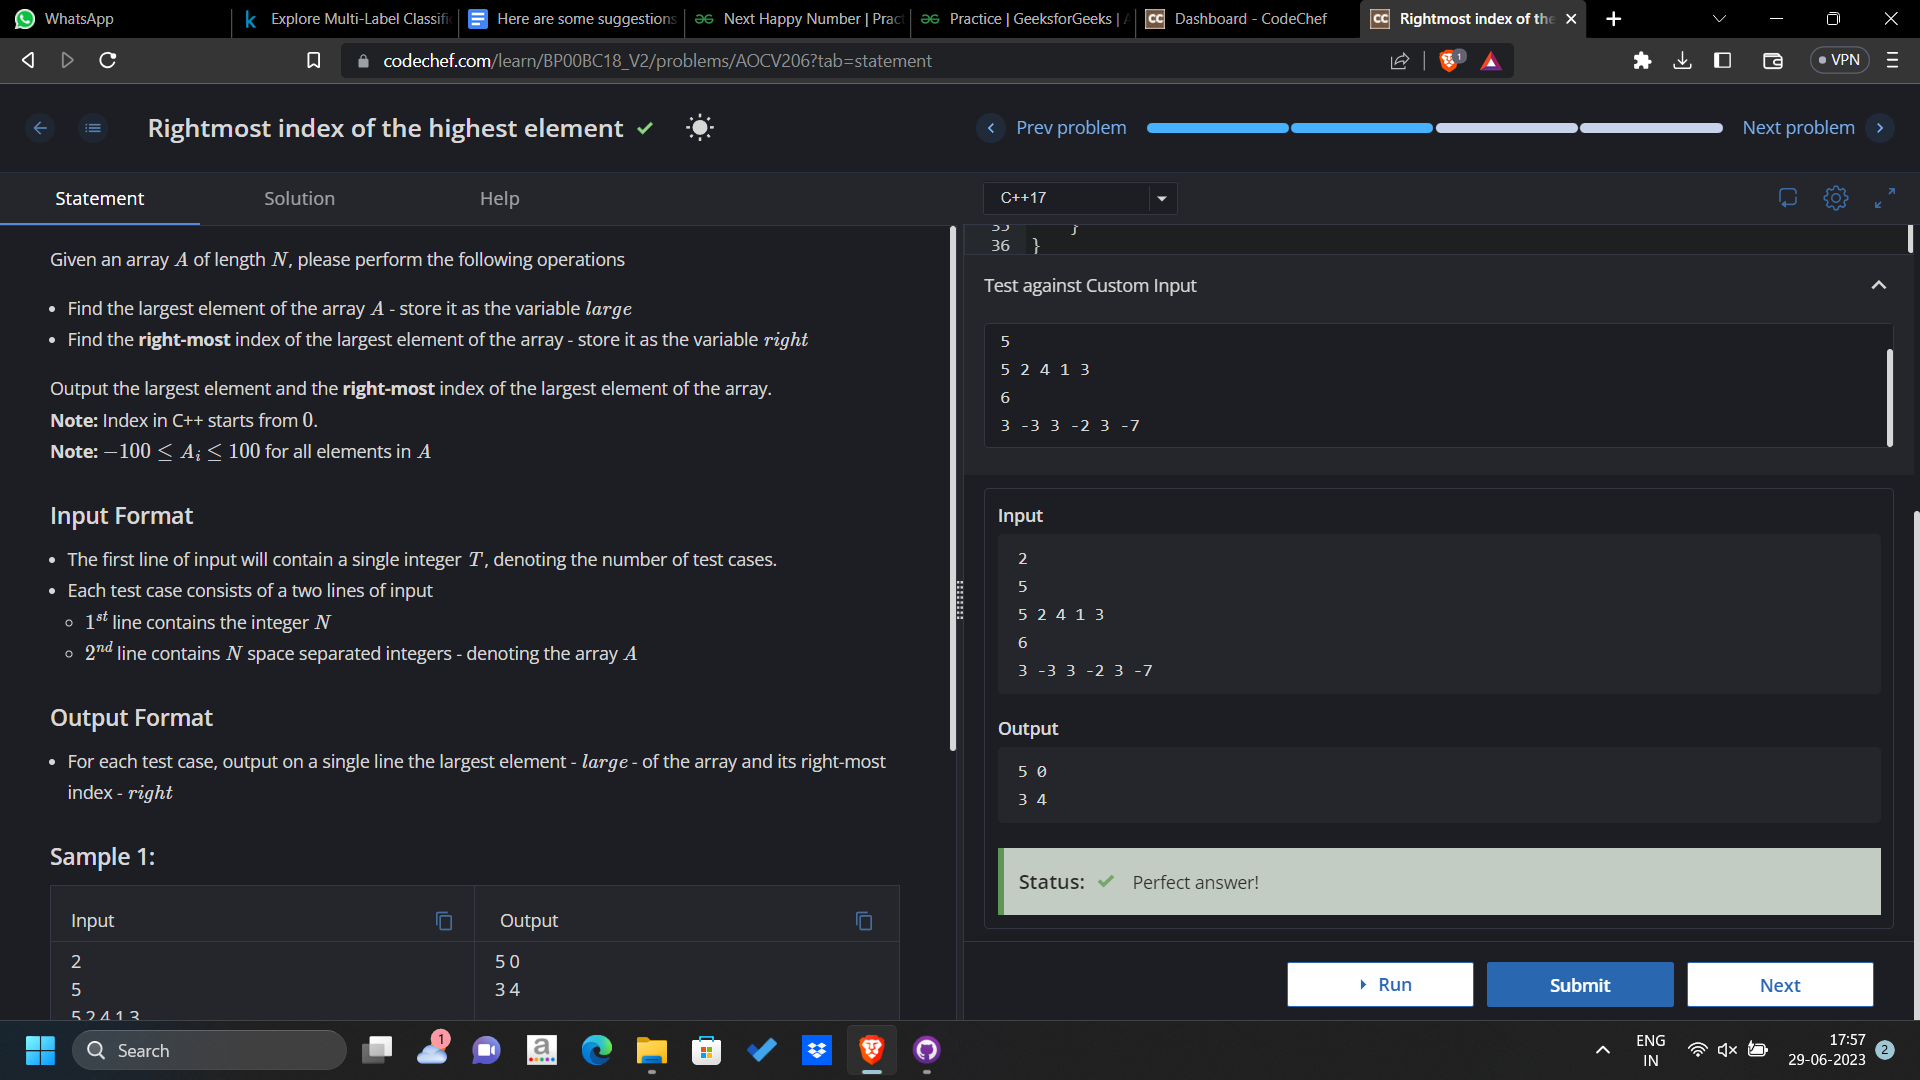 WhatsApp
Explore Multi-Label Classifi
Here are some suggestions
Next Happy Number | Pract
Practice | GeeksforGeeks | A
Dashboard - CodeChef
Rightmost index of the
codechef.com/learn/BP00BC18_V2/problems/AOCV206?tab=statement
1
VPN
Rightmost index of the highest element
Prev problem
Next problem
Statement
Solution
Help
Given an array A of length N, please perform the following operations
• Find the largest element of the array A - store it as the variable large
• Find the right-most index of the largest element of the array - store it as the variable right
Output the largest element and the right-most index of the largest element of the array.
Note: Index in C++ starts from 0.
Note: −100 ≤ Aᵢ ≤ 100 for all elements in A
Input Format
• The first line of input will contain a single integer T, denoting the number of test cases.
• Each test case consists of a two lines of input
◦ 1st line contains the integer N
◦ 2nd line contains N space separated integers - denoting the array A
Output Format
• For each test case, output on a single line the largest element - large - of the array and its right-most
index - right
Sample 1:
Input
Output
2
5
5 2 4 1 3
5 0
3 4
C++17
35 }
36 }
Test against Custom Input
5
5 2 4 1 3
6
3 -3 3 -2 3 -7
Input
2
5
5 2 4 1 3
6
3 -3 3 -2 3 -7
Output
5 0
3 4
Status: ✓ Perfect answer!
Run
Submit
Next
Search
1
a
ENG
IN
17:57
29-06-2023
2